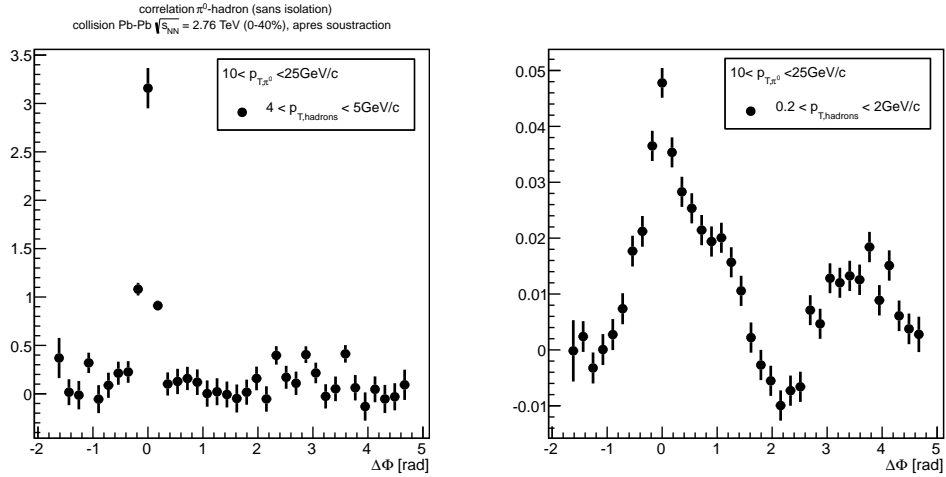 correlation π⁰-hadron (sans isolation)
collision Pb-Pb √s_NN = 2.76 TeV (0-40%), apres soustraction
3.5
3
2.5
2
1.5
1
0.5
0
10< p_T,π⁰ <25GeV/c
4 < p_T,hadrons < 5GeV/c
-2 -1 0 1 2 3 4 5
ΔΦ [rad]
0.05
0.04
0.03
0.02
0.01
0
-0.01
10< p_T,π⁰ <25GeV/c
0.2 < p_T,hadrons < 2GeV/c
-2 -1 0 1 2 3 4 5
ΔΦ [rad]